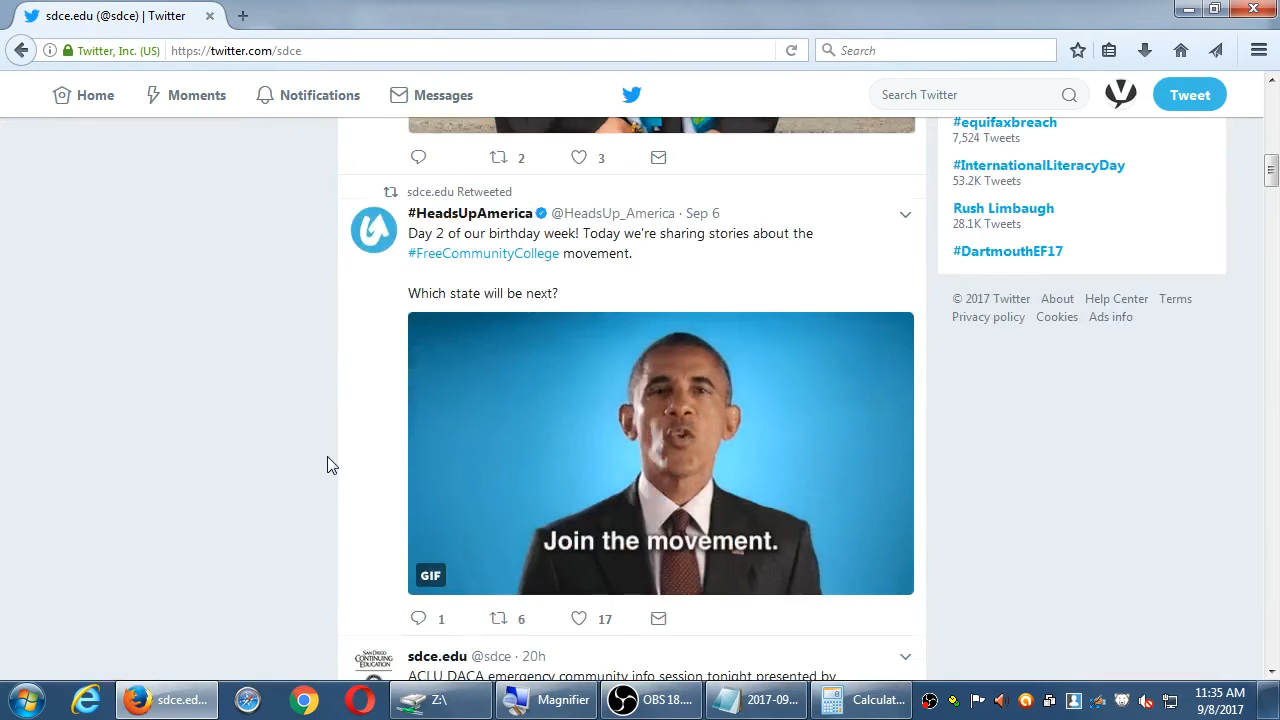 sdce.edu (@sdce) | Twitter
Twitter, Inc. (US)
https://twitter.com/sdce
Search
Home
Moments
Notifications
Messages
Search Twitter
Tweet
2
3
sdce.edu Retweeted
#HeadsUpAmerica @HeadsUp_America · Sep 6
Day 2 of our birthday week! Today we're sharing stories about the
#FreeCommunityCollege movement.
Which state will be next?
Join the movement.
GIF
1
6
17
SAN DIEGO
CONTINUING
EDUCATION
sdce.edu @sdce · 20h
ACLU DACA emergency community info session tonight presented by
#equifaxbreach
7,524 Tweets
#InternationalLiteracyDay
53.2K Tweets
Rush Limbaugh
28.1K Tweets
#DartmouthEF17
© 2017 Twitter About Help Center Terms
Privacy policy Cookies Ads info
sdce.ed...
Z:\
Magnifier
OBS 18....
2017-09...
Calculat...
11:35 AM
9/8/2017